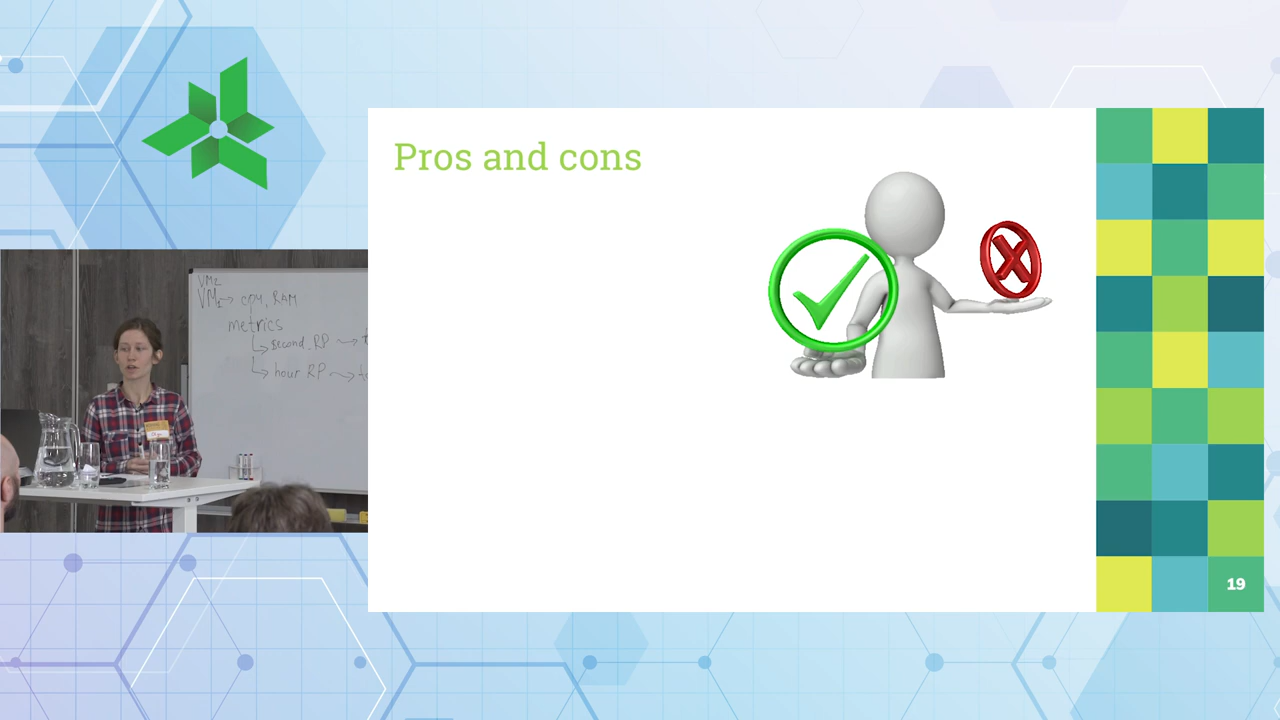 Pros and cons
VM2
VM1 -> CPU, RAM
metrics
second RP
hour RP
19